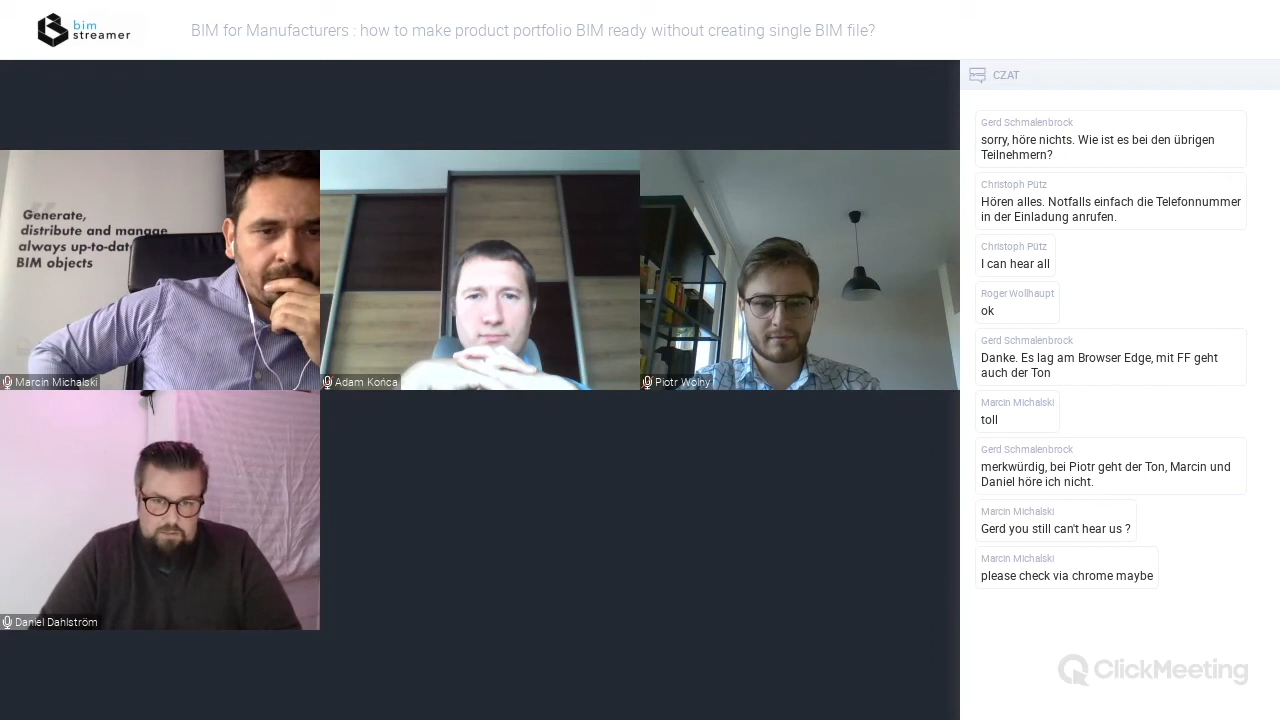 bim
streamer
BIM for Manufacturers : how to make product portfolio BIM ready without creating single BIM file?
CZAT
Generate,
distribute and manage
always up-to-dat
BIM objects
Marcin Michalski
Adam Końca
Piotr Wolny
Daniel Dahlström
Gerd Schmalenbrock
sorry, höre nichts. Wie ist es bei den übrigen
Teilnehmern?
Christoph Pütz
Hören alles. Notfalls einfach die Telefonnummer
in der Einladung anrufen.
Christoph Pütz
I can hear all
Roger Wollhaupt
ok
Gerd Schmalenbrock
Danke. Es lag am Browser Edge, mit FF geht
auch der Ton
Marcin Michalski
toll
Gerd Schmalenbrock
merkwürdig, bei Piotr geht der Ton, Marcin und
Daniel höre ich nicht.
Marcin Michalski
Gerd you still can't hear us ?
Marcin Michalski
please check via chrome maybe
ClickMeeting